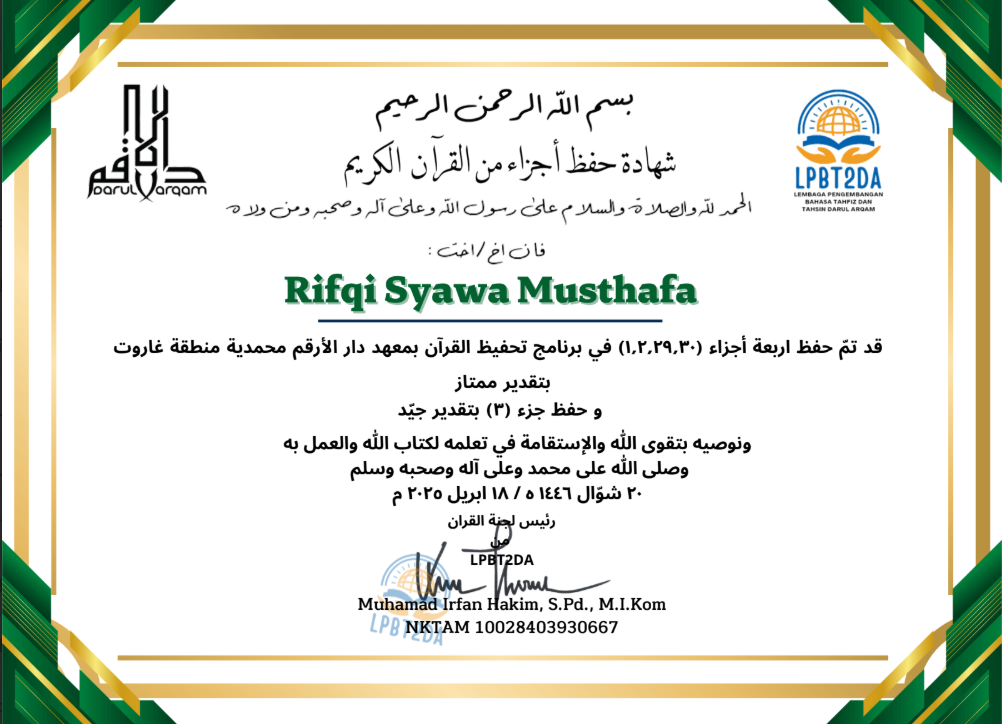 بسم الله الرحمن الرحيم
شهادة حفظ أجزاء من القرآن الكريم
الحمد لله والصلاة والسلام على رسول الله وعلى آله وصحبه ومن ولاه
فان اخ/اخت :
دار الأرقم
Darul Arqam
LPBT2DA
LEMBAGA PENGEMBANGAN
BAHASA TAHFIZ DAN
TAHSIN DARUL ARQAM
Rifqi Syawa Musthafa
قد تمّ حفظ اربعة أجزاء (١,٢,٢٩,٣٠) في برنامج تحفيظ القرآن بمعهد دار الأرقم محمدية منطقة غاروت
بتقدير ممتاز
و حفظ جزء (٣) بتقدير جيّد
ونوصيه بتقوى الله والإستقامة في تعلمه لكتاب الله والعمل به
وصلى الله على محمد وعلى آله وصحبه وسلم
٢٠ شوّال ١٤٤٦ ه / ١٨ ابريل ٢٠٢٥ م
رئيس لجنة القران
من
LPBT2DA
Muhamad Irfan Hakim, S.Pd., M.I.Kom
NKTAM 10028403930667
LPBT2DA